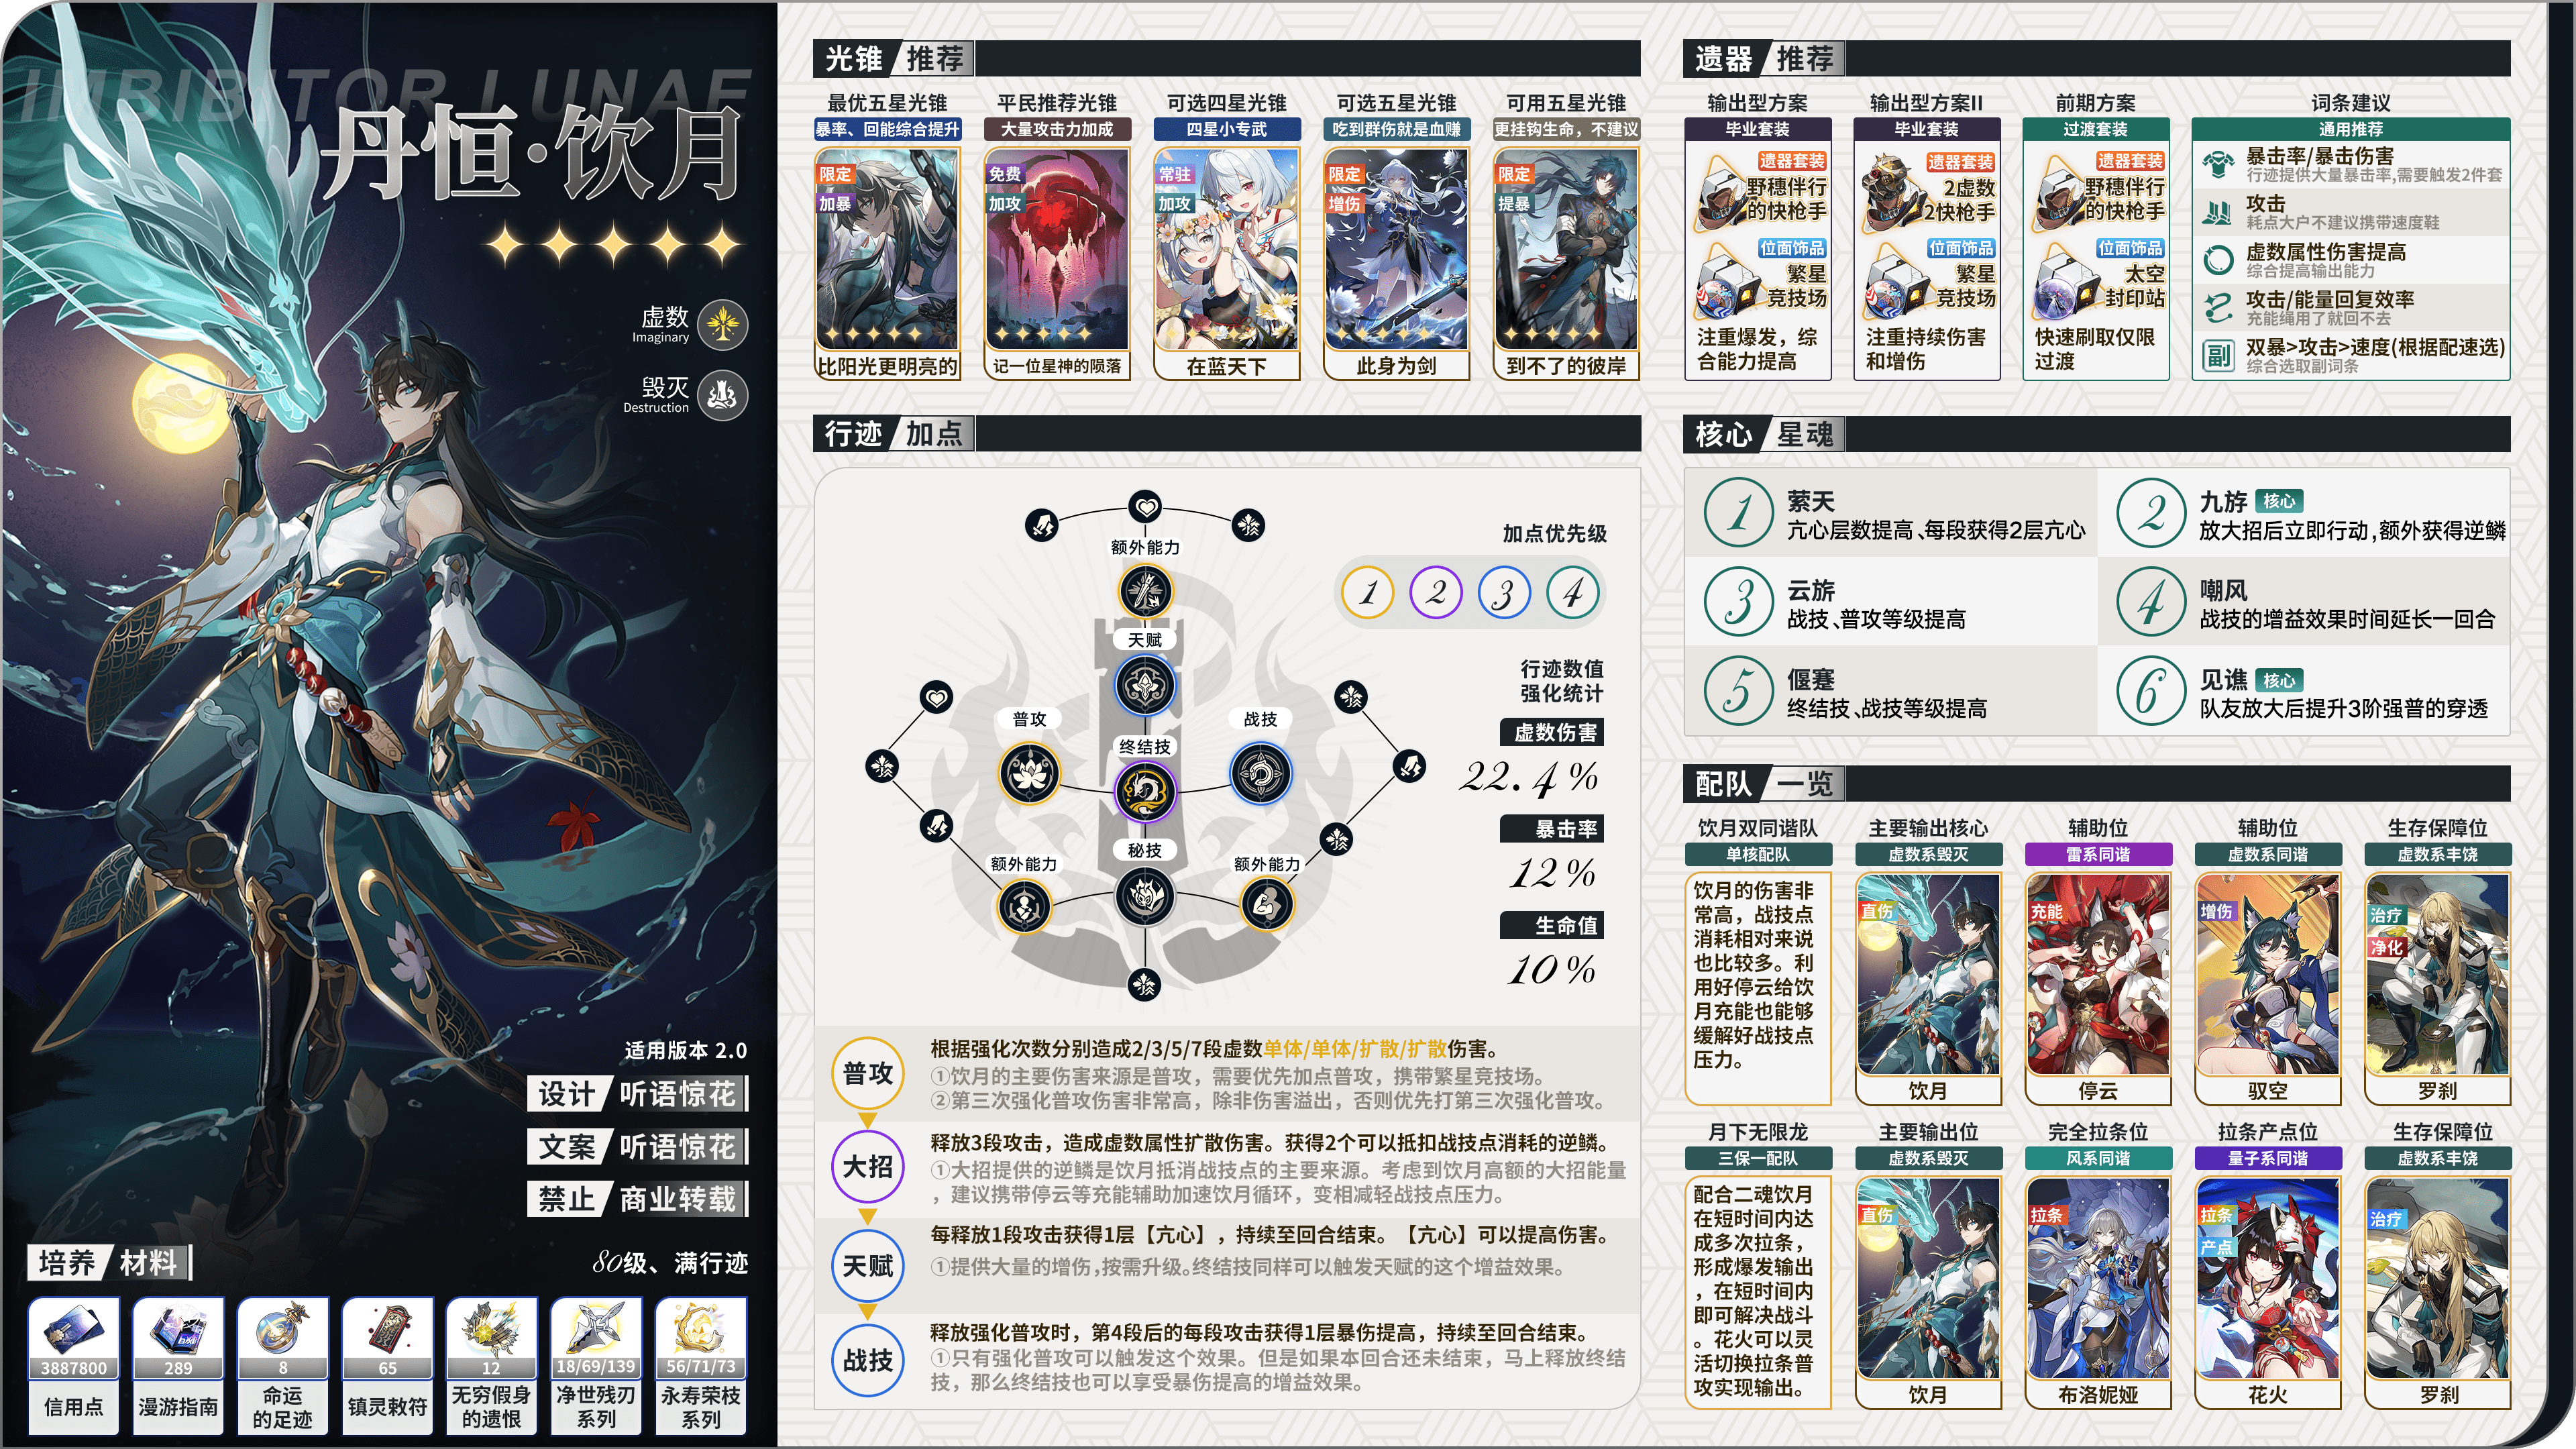 IMBIBITOR LUNAE
丹恒·饮月
虚数
Imaginary
毁灭
Destruction
适用版本 2.0
设计 听语惊花
文案 听语惊花
禁止 商业转载
培养 材料
80级、满行迹
3887800
信用点
289
漫游指南
8
命运
的足迹
65
镇灵敕符
12
无穷假身
的遗恨
18/69/139
净世残刃
系列
56/71/73
永寿荣枝
系列
光锥 推荐
最优五星光锥
暴率、回能综合提升
限定
加暴
比阳光更明亮的
平民推荐光锥
大量攻击力加成
免费
加攻
记一位星神的陨落
可选四星光锥
四星小专武
常驻
加攻
在蓝天下
可选五星光锥
吃到群伤就是血赚
限定
增伤
此身为剑
可用五星光锥
更挂钩生命，不建议
限定
提暴
到不了的彼岸
行迹 加点
额外能力
天赋
普攻
战技
终结技
秘技
额外能力
额外能力
加点优先级
1 2 3 4
行迹数值
强化统计
虚数伤害
22.4%
暴击率
12%
生命值
10%
普攻
根据强化次数分别造成2/3/5/7段虚数单体/单体/扩散/扩散伤害。
①饮月的主要伤害来源是普攻，需要优先加点普攻，携带繁星竞技场。
②第三次强化普攻伤害非常高，除非伤害溢出，否则优先打第三次强化普攻。
大招
释放3段攻击，造成虚数属性扩散伤害。获得2个可以抵扣战技点消耗的逆鳞。
①大招提供的逆鳞是饮月抵消战技点的主要来源。考虑到饮月高额的大招能量
，建议携带停云等充能辅助加速饮月循环，变相减轻战技点压力。
天赋
每释放1段攻击获得1层【亢心】，持续至回合结束。【亢心】可以提高伤害。
①提供大量的增伤,按需升级。终结技同样可以触发天赋的这个增益效果。
战技
释放强化普攻时，第4段后的每段攻击获得1层暴伤提高，持续至回合结束。
①只有强化普攻可以触发这个效果。但是如果本回合还未结束，马上释放终结
技，那么终结技也可以享受暴伤提高的增益效果。
遗器 推荐
输出型方案
毕业套装
遗器套装
野穗伴行
的快枪手
位面饰品
繁星
竞技场
注重爆发，综
合能力提高
输出型方案II
毕业套装
遗器套装
2虚数
2快枪手
位面饰品
繁星
竞技场
注重持续伤害
和增伤
前期方案
过渡套装
遗器套装
野穗伴行
的快枪手
位面饰品
太空
封印站
快速刷取仅限
过渡
词条建议
通用推荐
暴击率/暴击伤害
行迹提供大量暴击率,需要触发2件套
攻击
耗点大户不建议携带速度鞋
虚数属性伤害提高
综合提高输出能力
攻击/能量回复效率
充能绳用了就回不去
副
双暴>攻击>速度(根据配速选)
综合选取副词条
核心 星魂
1
萦天
亢心层数提高、每段获得2层亢心
2
九斿 核心
放大招后立即行动,额外获得逆鳞
3
云旂
战技、普攻等级提高
4
嘲风
战技的增益效果时间延长一回合
5
偃蹇
终结技、战技等级提高
6
见谯 核心
队友放大后提升3阶强普的穿透
配队 一览
饮月双同谐队
单核配队
饮月的伤害非
常高，战技点
消耗相对来说
也比较多。利
用好停云给饮
月充能也能够
缓解好战技点
压力。
主要输出核心
虚数系毁灭
直伤
饮月
辅助位
雷系同谐
充能
停云
辅助位
虚数系同谐
增伤
驭空
生存保障位
虚数系丰饶
治疗
净化
罗刹
月下无限龙
三保一配队
配合二魂饮月
在短时间内达
成多次拉条，
形成爆发输出
，在短时间内
即可解决战斗
。花火可以灵
活切换拉条普
攻实现输出。
主要输出位
虚数系毁灭
直伤
饮月
完全拉条位
风系同谐
拉条
布洛妮娅
拉条产点位
量子系同谐
拉条
产点
花火
生存保障位
虚数系丰饶
治疗
罗刹